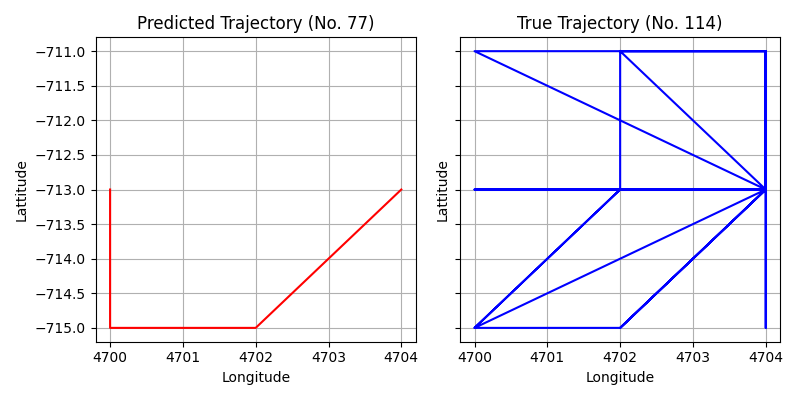 Predicted Trajectory (No. 77)
−711.0
−711.5
−712.0
−712.5
−713.0
−713.5
−714.0
−714.5
−715.0
Lattitude
4700 4701 4702 4703 4704
Longitude
True Trajectory (No. 114)
Lattitude
4700 4701 4702 4703 4704
Longitude